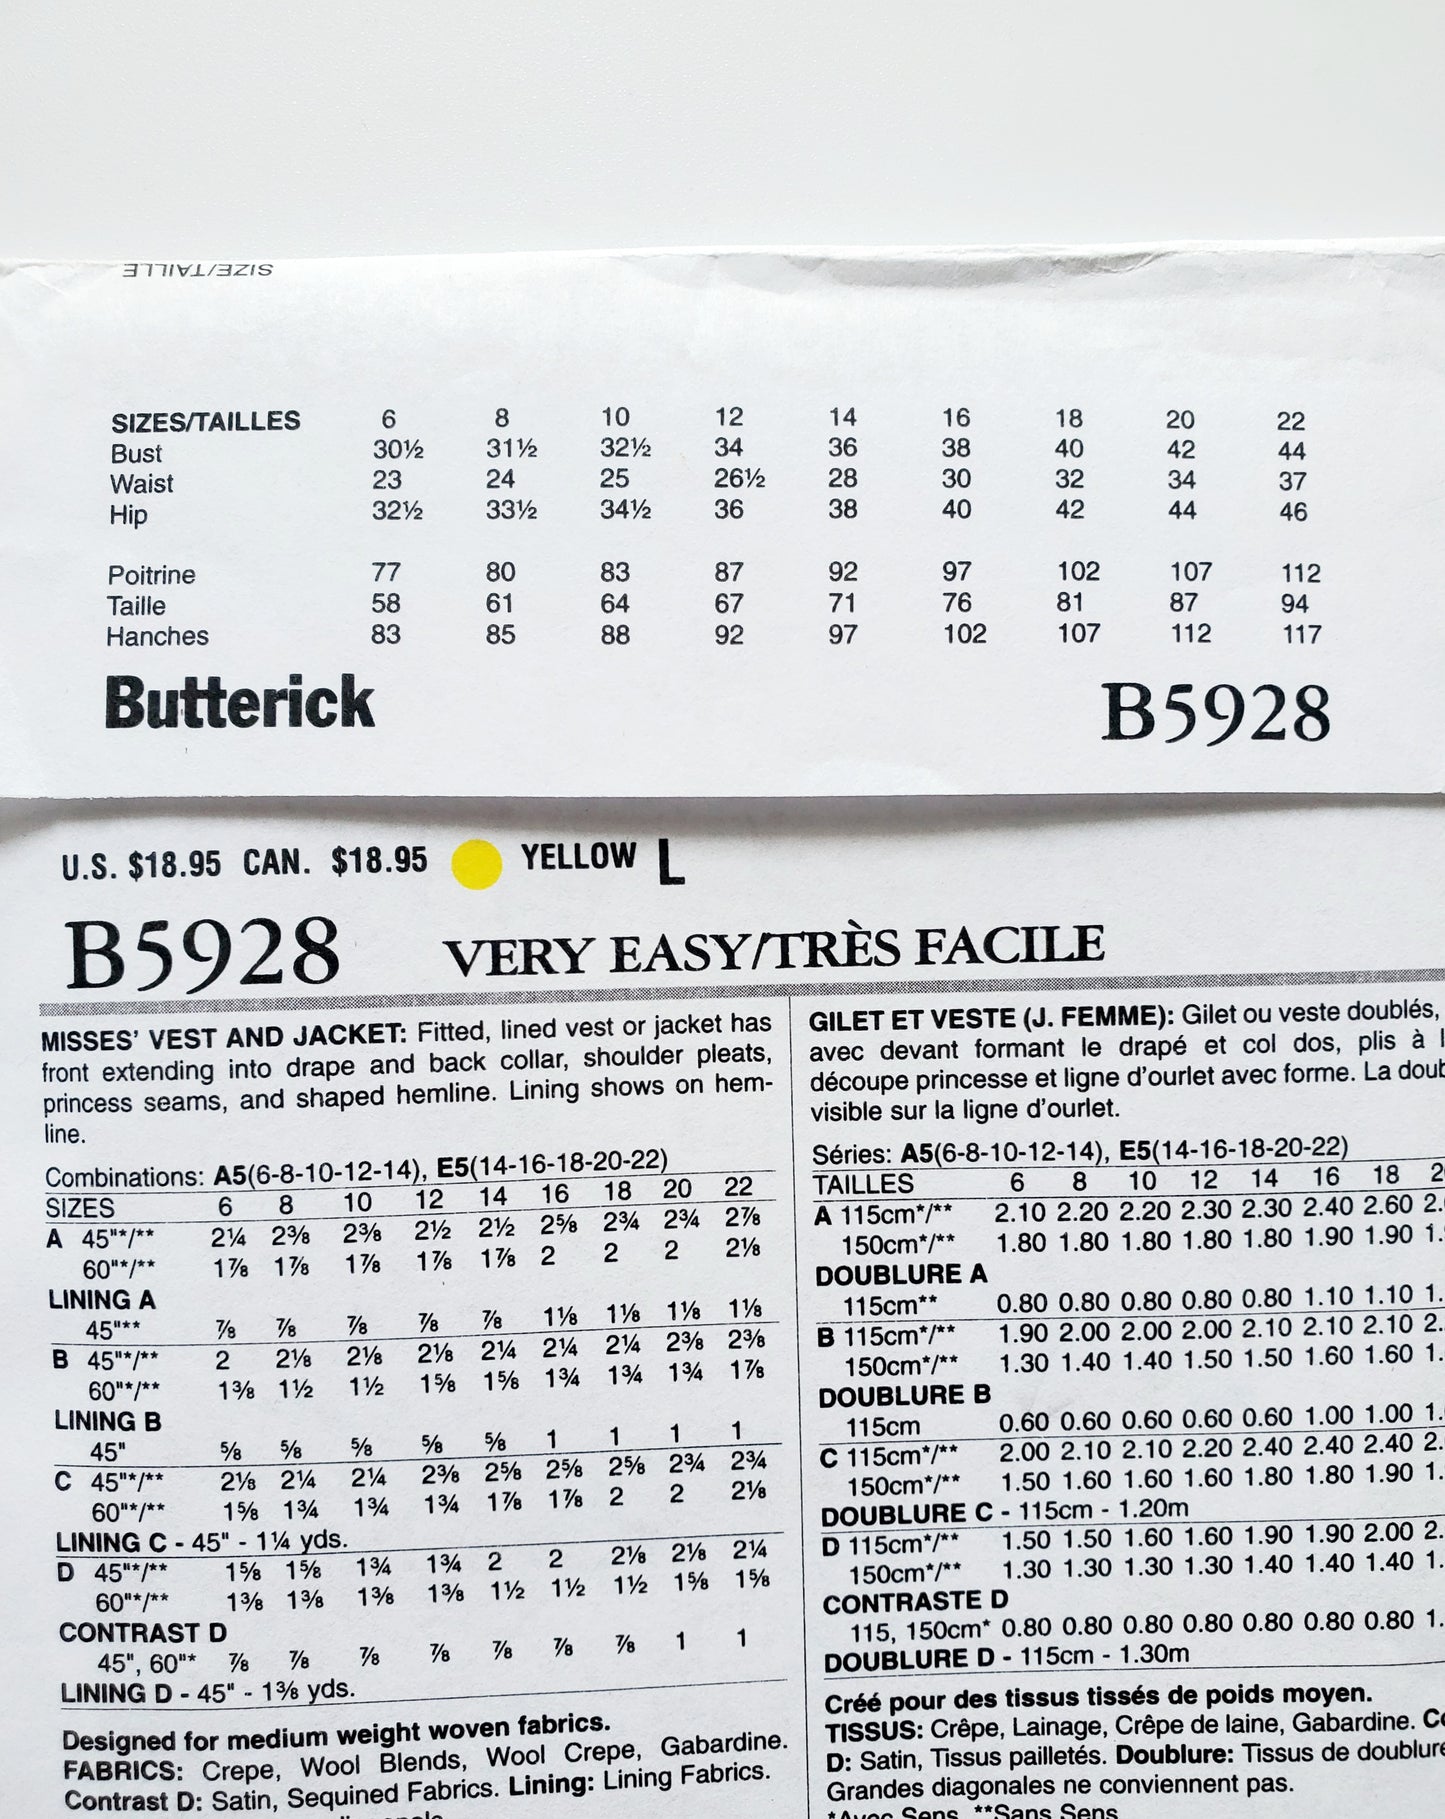 SIZE/TAILLE
SIZES/TAILLES 6 8 10 12 14 16 18 20 22
Bust 30½ 31½ 32½ 34 36 38 40 42 44
Waist 23 24 25 26½ 28 30 32 34 37
Hip 32½ 33½ 34½ 36 38 40 42 44 46
Poitrine 77 80 83 87 92 97 102 107 112
Taille 58 61 64 67 71 76 81 87 94
Hanches 83 85 88 92 97 102 107 112 117
Butterick B5928
U.S. $18.95 CAN. $18.95 YELLOW L
B5928 VERY EASY/TRÈS FACILE
MISSES' VEST AND JACKET: Fitted, lined vest or jacket has
front extending into drape and back collar, shoulder pleats,
princess seams, and shaped hemline. Lining shows on hem-
line.
Combinations: A5(6-8-10-12-14), E5(14-16-18-20-22)
SIZES 6 8 10 12 14 16 18 20 22
A 45"*/** 2¼ 2⅜ 2⅜ 2½ 2½ 2⅝ 2¾ 2¾ 2⅞
60"*/** 1⅞ 1⅞ 1⅞ 1⅞ 1⅞ 2 2 2 2⅛
LINING A
45"** ⅞ ⅞ ⅞ ⅞ ⅞ 1⅛ 1⅛ 1⅛ 1⅛
B 45"*/** 2 2⅛ 2⅛ 2⅛ 2¼ 2¼ 2¼ 2⅜ 2⅜
60"*/** 1⅜ 1½ 1½ 1⅝ 1⅝ 1¾ 1¾ 1¾ 1⅞
LINING B
45" ⅝ ⅝ ⅝ ⅝ ⅝ 1 1 1 1
C 45"*/** 2⅛ 2¼ 2¼ 2⅜ 2⅝ 2⅝ 2⅝ 2¾ 2¾
60"*/** 1⅝ 1¾ 1¾ 1¾ 1⅞ 1⅞ 2 2 2⅛
LINING C - 45" - 1¼ yds.
D 45"*/** 1⅝ 1⅝ 1¾ 1¾ 2 2 2⅛ 2⅛ 2¼
60"*/** 1⅜ 1⅜ 1⅜ 1⅜ 1½ 1½ 1½ 1⅝ 1⅝
CONTRAST D
45", 60"* ⅞ ⅞ ⅞ ⅞ ⅞ ⅞ ⅞ 1 1
LINING D - 45" - 1⅜ yds.
Designed for medium weight woven fabrics.
FABRICS: Crepe, Wool Blends, Wool Crepe, Gabardine.
Contrast D: Satin, Sequined Fabrics. Lining: Lining Fabrics.
GILET ET VESTE (J. FEMME): Gilet ou veste doublés,
avec devant formant le drapé et col dos, plis à
découpe princesse et ligne d'ourlet avec forme. La
visible sur la ligne d'ourlet.
Séries: A5(6-8-10-12-14), E5(14-16-18-20-22)
TAILLES 6 8 10 12 14 16 18
A 115cm*/** 2.10 2.20 2.20 2.30 2.30 2.40 2.60
150cm*/** 1.80 1.80 1.80 1.80 1.80 1.90 1.90
DOUBLURE A
115cm** 0.80 0.80 0.80 0.80 0.80 1.10 1.10
B 115cm*/** 1.90 2.00 2.00 2.00 2.10 2.10 2.10
150cm*/** 1.30 1.40 1.40 1.50 1.50 1.60 1.60
DOUBLURE B
115cm 0.60 0.60 0.60 0.60 0.60 1.00 1.00
C 115cm*/** 2.00 2.10 2.10 2.20 2.40 2.40 2.40
150cm*/** 1.50 1.60 1.60 1.60 1.80 1.80 1.90
DOUBLURE C - 115cm - 1.20m
D 115cm*/** 1.50 1.50 1.60 1.60 1.90 1.90 2.00
150cm*/** 1.30 1.30 1.30 1.30 1.40 1.40 1.40
CONTRASTE D
115, 150cm* 0.80 0.80 0.80 0.80 0.80 0.80 0.80
DOUBLURE D - 115cm - 1.30m
Créé pour des tissus tissés de poids moyen.
TISSUS: Crêpe, Lainage, Crêpe de laine, Gabardine.
D: Satin, Tissus pailletés. Doublure: Tissus de
Grandes diagonales ne conviennent pas.
*Avec Sens. **Sans Sens